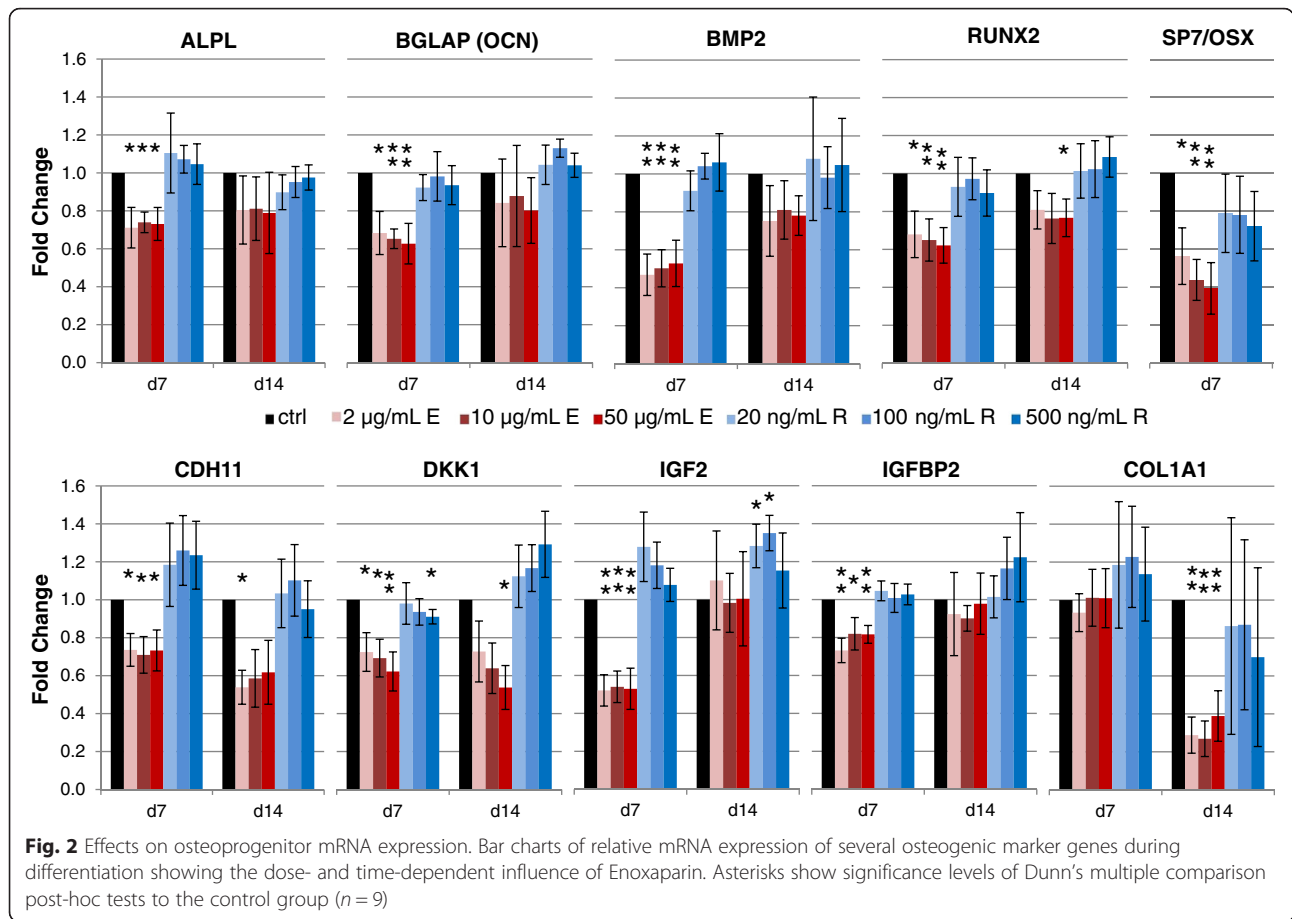 ALPL BGLAP (OCN) BMP2 RUNX2 SP7/OSX
Fold Change
1.6
1.4
1.2
1.0
0.8
0.6
0.4
0.2
0.0
*** * ** ** ** ** ** * ** ** * * ** **
d7 d14 d7 d14 d7 d14 d7 d14 d7
ctrl 2 µg/mL E 10 µg/mL E 50 µg/mL E 20 ng/mL R 100 ng/mL R 500 ng/mL R
CDH11 DKK1 IGF2 IGFBP2 COL1A1
Fold Change
1.6
1.4
1.2
1.0
0.8
0.6
0.4
0.2
0.0
* * * * * * ** * * ** ** ** * * ** * ** ** ** **
d7 d14 d7 d14 d7 d14 d7 d14 d7 d14
Fig. 2 Effects on osteoprogenitor mRNA expression. Bar charts of relative mRNA expression of several osteogenic marker genes during
differentiation showing the dose- and time-dependent influence of Enoxaparin. Asterisks show significance levels of Dunn’s multiple comparison
post-hoc tests to the control group (n = 9)